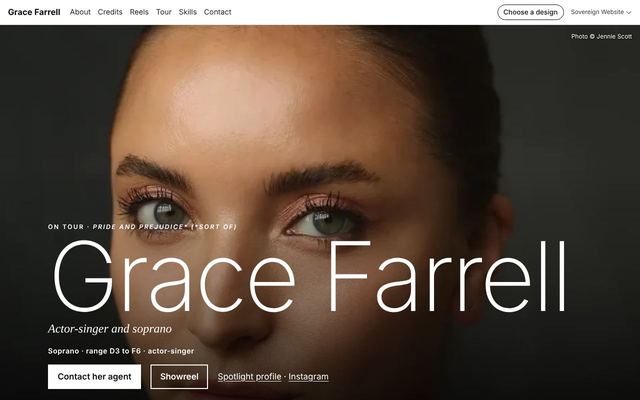 Grace Farrell About Credits Reels Tour Skills Contact Choose a design Sovereign Website
Photo © Jennie Scott
ON TOUR · PRIDE AND PREJUDICE* (*SORT OF)
Grace Farrell
Actor-singer and soprano
Soprano · range D3 to F6 · actor-singer
Contact her agent Showreel Spotlight profile · Instagram